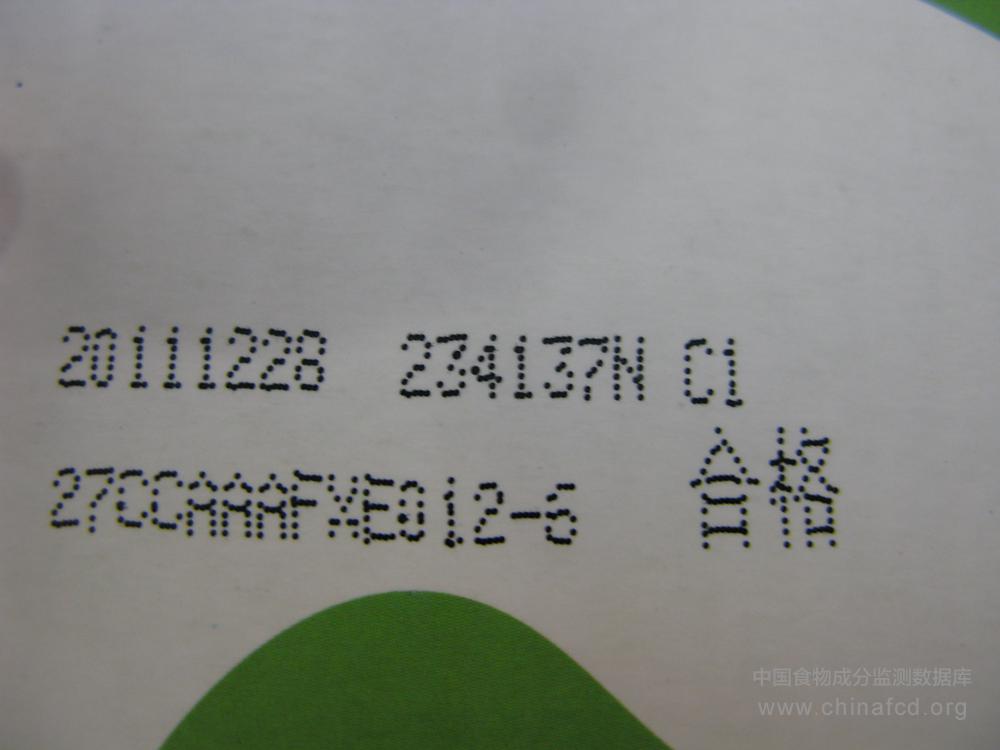 20111228 234137N C1
27CCAAAFXE012-6 合格
中国食物成分监测数据库
www.chinafcd.org